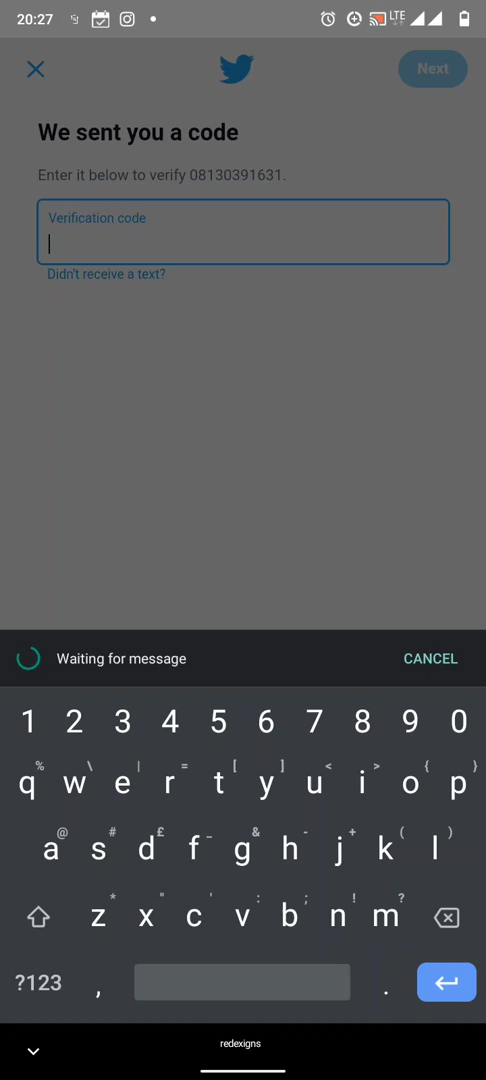 20:27
LTE
Next
We sent you a code
Enter it below to verify 08130391631.
Verification code
Didn't receive a text?
Waiting for message CANCEL
1 2 3 4 5 6 7 8 9 0
% \ | = [ ] < > { }
q w e r t y u i o p
@ # £ _ & - + ( )
a s d f g h j k l
* " ' : ; ! ?
z x c v b n m
?123 , .
redexigns